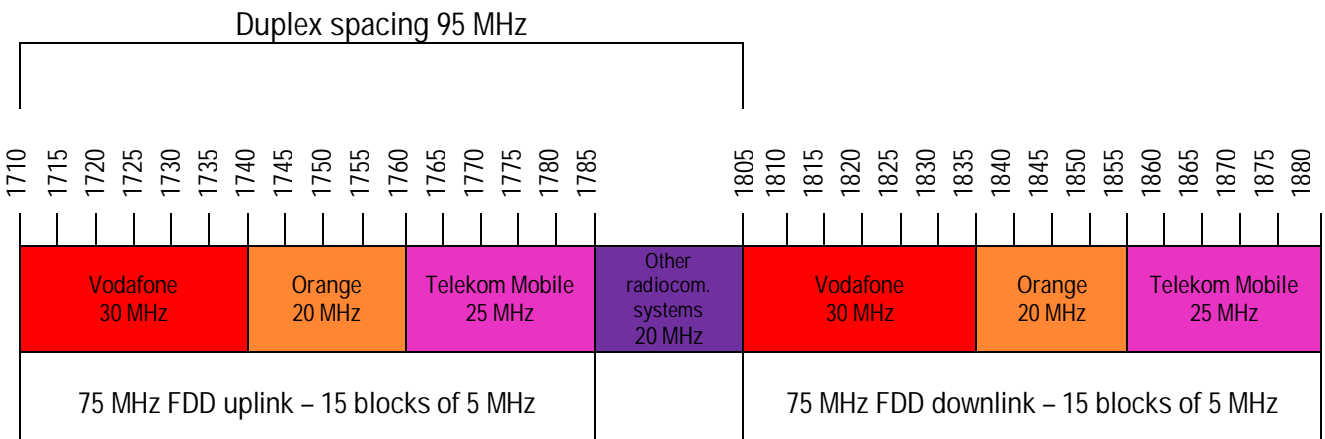 Duplex spacing 95 MHz
1710
1715
1720
1725
1730
1735
1740
1745
1750
1755
1760
1765
1770
1775
1780
1785
1805
1810
1815
1820
1825
1830
1835
1840
1845
1850
1855
1860
1865
1870
1875
1880
Vodafone
30 MHz
Orange
20 MHz
Telekom Mobile
25 MHz
Other
radiocom.
systems
20 MHz
Vodafone
30 MHz
Orange
20 MHz
Telekom Mobile
25 MHz
75 MHz FDD uplink – 15 blocks of 5 MHz
75 MHz FDD downlink – 15 blocks of 5 MHz